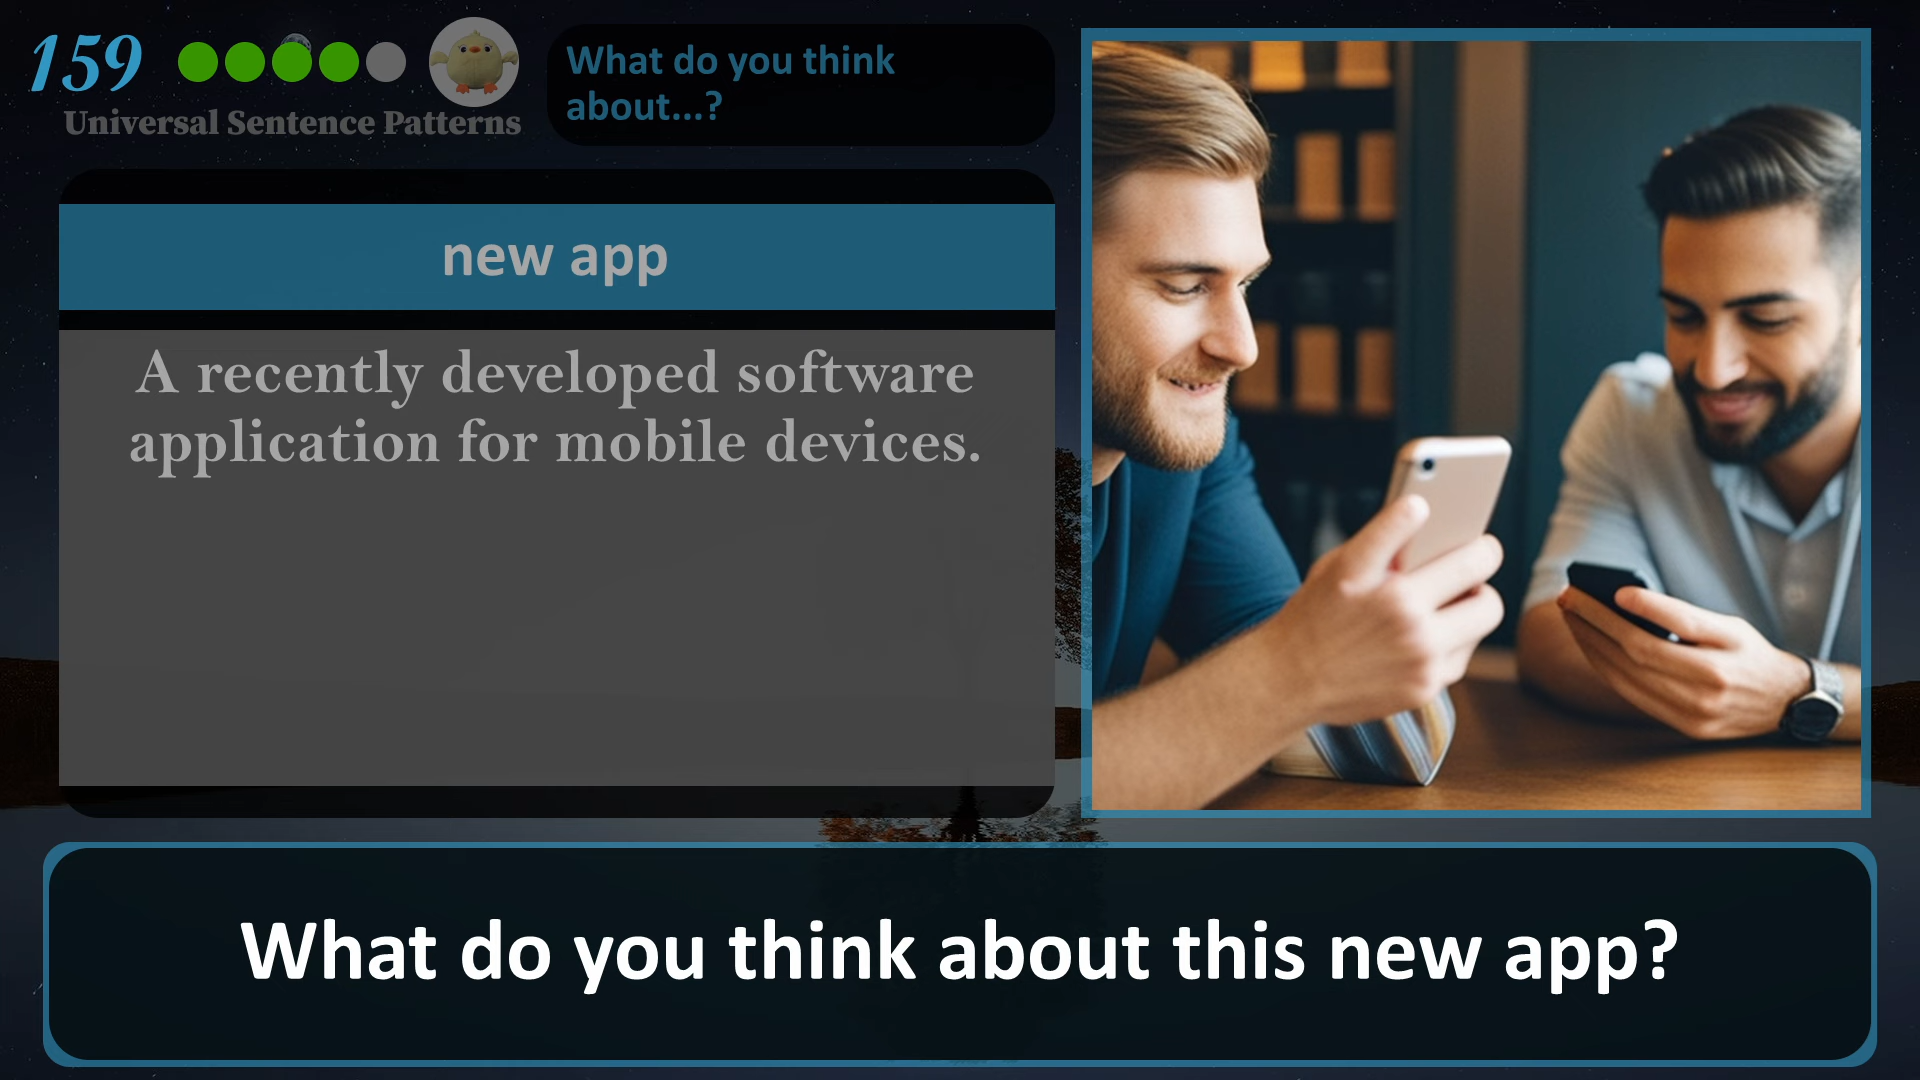 159
Universal Sentence Patterns
What do you think
about...?
new app
A recently developed software
application for mobile devices.
What do you think about this new app?